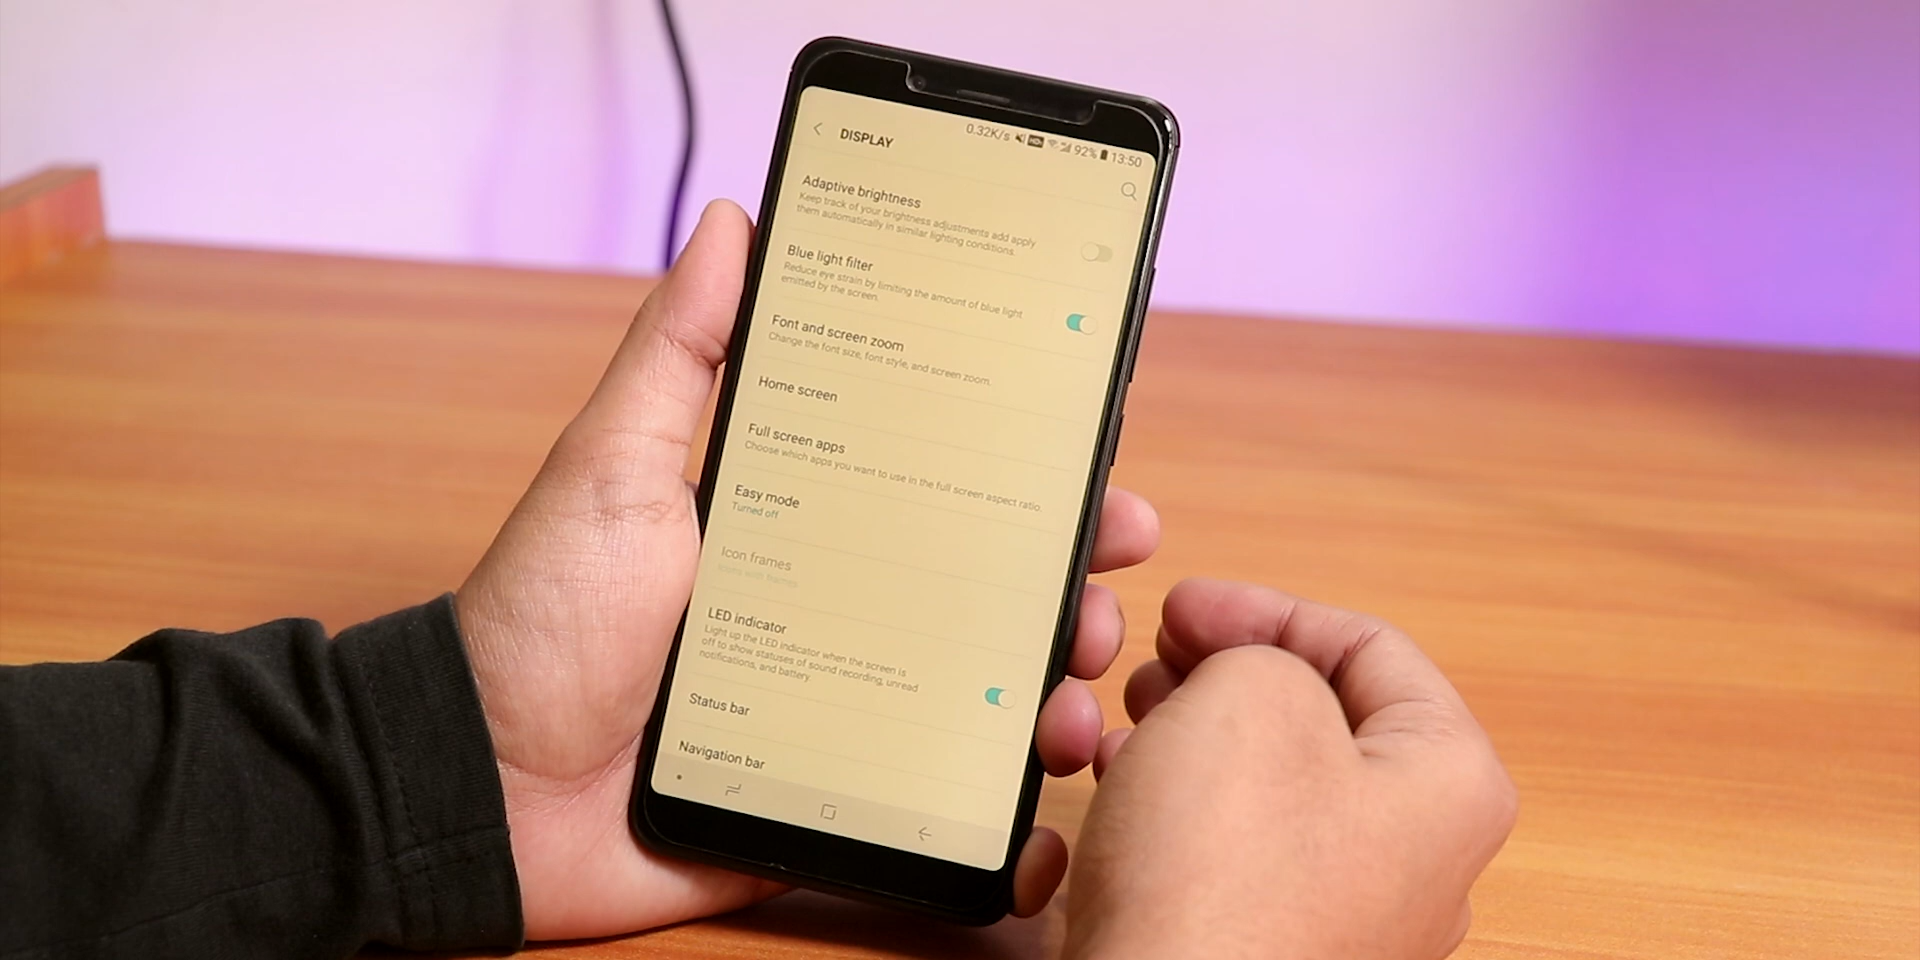 0.32K/s 92% 13:50
DISPLAY
Adaptive brightness
Keep track of your brightness adjustments add apply
them automatically in similar lighting conditions.
Blue light filter
Reduce eye strain by limiting the amount of blue light
emitted by the screen.
Font and screen zoom
Change the font size, font style, and screen zoom.
Home screen
Full screen apps
Choose which apps you want to use in the full screen aspect ratio.
Easy mode
Turned off
Icon frames
Icons with frames
LED indicator
Light up the LED indicator when the screen is
off to show statuses of sound recording, unread
notifications, and battery.
Status bar
Navigation bar